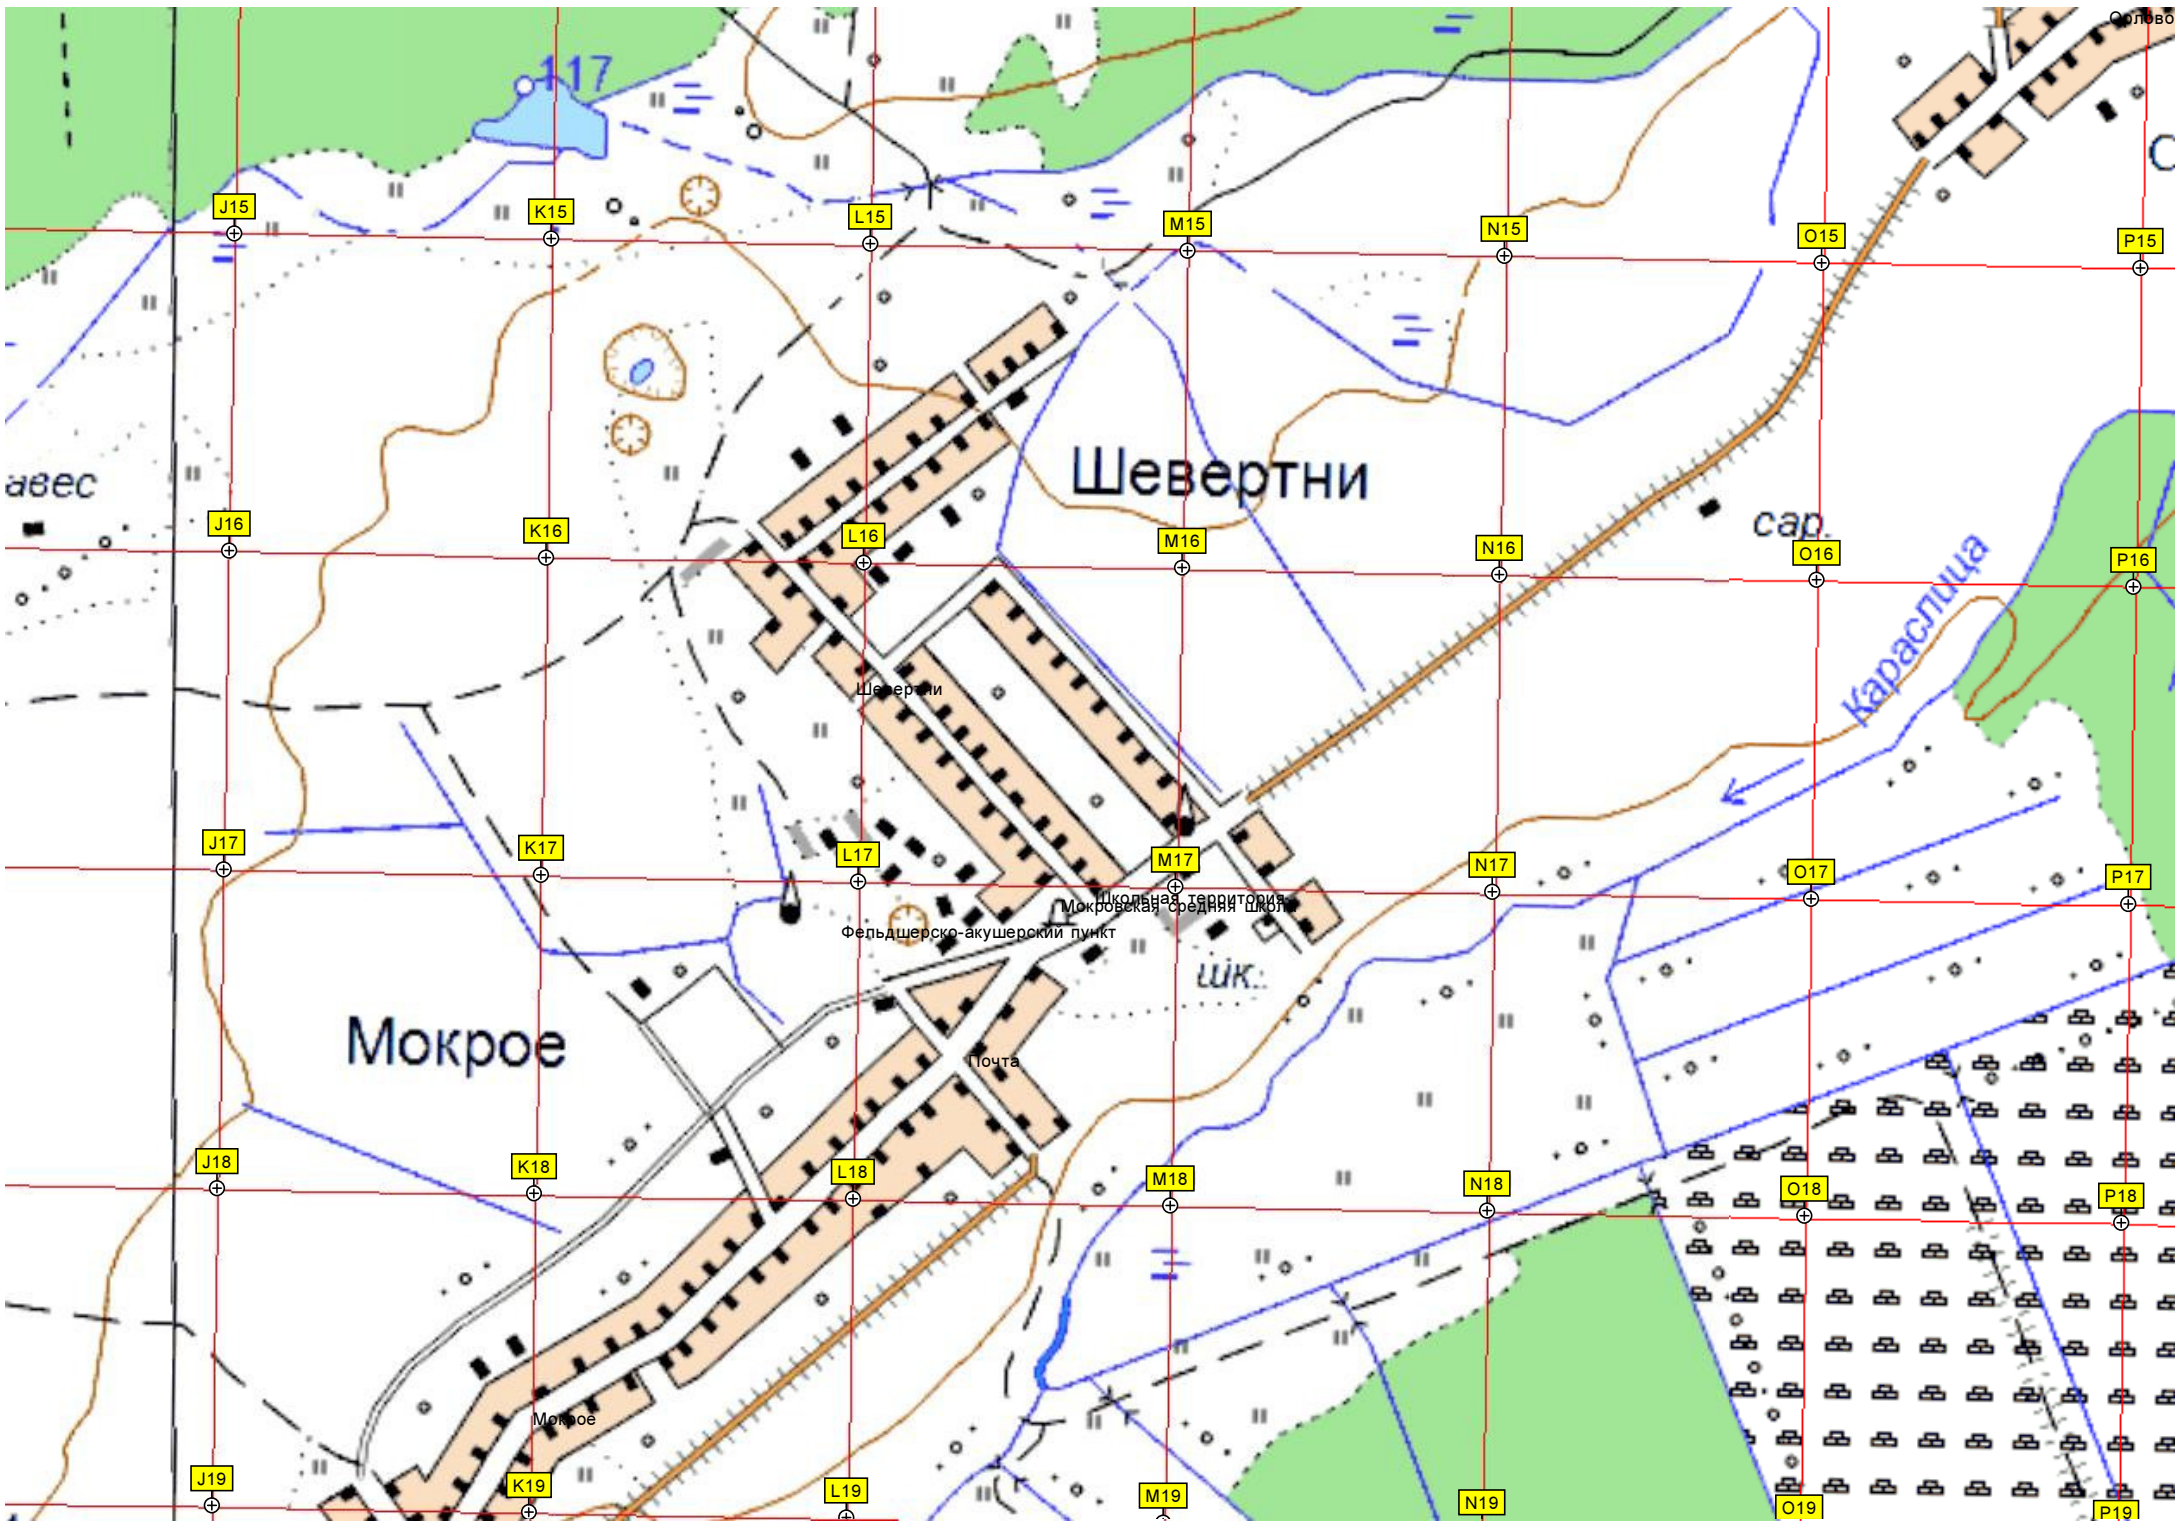 Орлово
117
J15
K15
L15
M15
N15
O15
P15
Шевертни
авес
сар.
J16
K16
L16
M16
N16
O16
P16
Караслица
Шевертни
J17
K17
L17
M17
N17
O17
P17
Школьная территория
Мокровская средняя школа
Фельдшерско-акушерский пункт
шк.
Мокрое
Почта
J18
K18
L18
M18
N18
O18
P18
Мокрое
J19
K19
L19
M19
N19
O19
P19